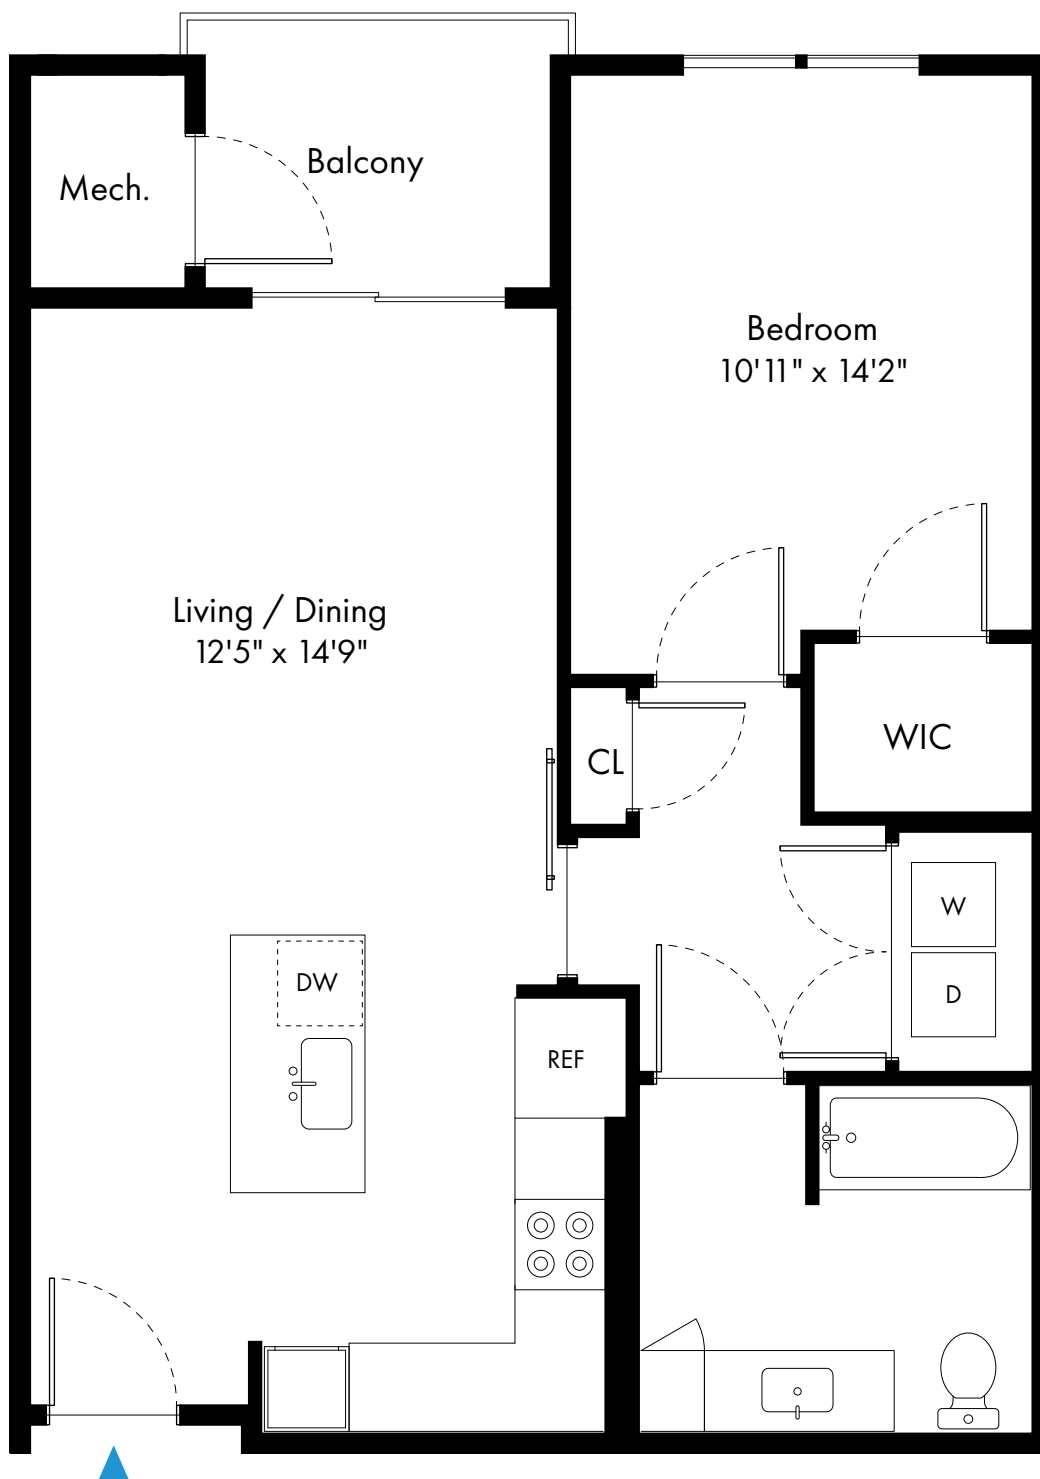 Balcony
Mech.
Bedroom
10'11" x 14'2"
Living / Dining
12'5" x 14'9"
WIC
CL
W
DW
D
REF